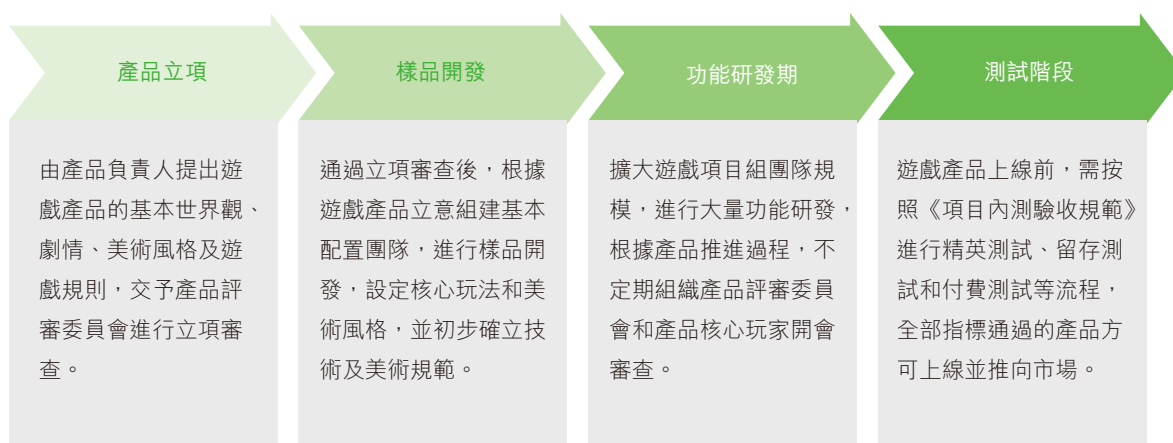 產品立項
由產品負責人提出遊
戲產品的基本世界觀、
劇情、美術風格及遊
戲規則，交予產品評
審委員會進行立項審
查。
樣品開發
通過立項審查後，根據
遊戲產品立意組建基本
配置團隊，進行樣品開
發，設定核心玩法和美
術風格，並初步確立技
術及美術規範。
功能研發期
擴大遊戲項目組團隊規
模，進行大量功能研發，
根據產品推進過程，不
定期組織產品評審委員
會和產品核心玩家開會
審查。
測試階段
遊戲產品上線前，需按
照《項目內測驗收規範》
進行精英測試、留存測
試和付費測試等流程，
全部指標通過的產品方
可上線並推向市場。